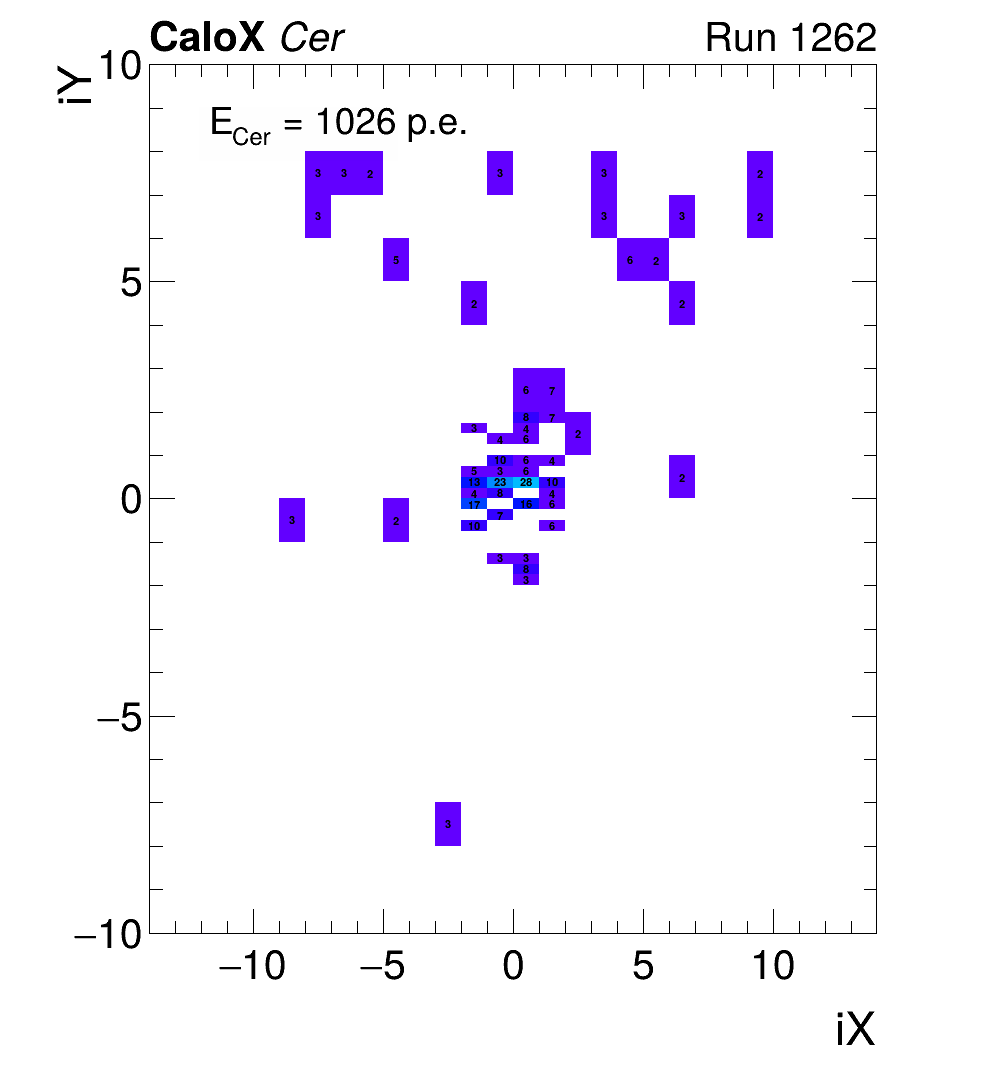 CaloX Cer Run 1262
iY 10
E_Cer = 1026 p.e.
3 3 2 3 3 2
3 3 3 2
5 6 2
5
2 2
6 7
8 7
3 4 2
4 6
10 6 4
5 3 6
13 23 28 10 2
4 8 4
0 17 16 6
3 2 7
10 6
3 3
8
3
−5
3
−10
−10 −5 0 5 10
iX